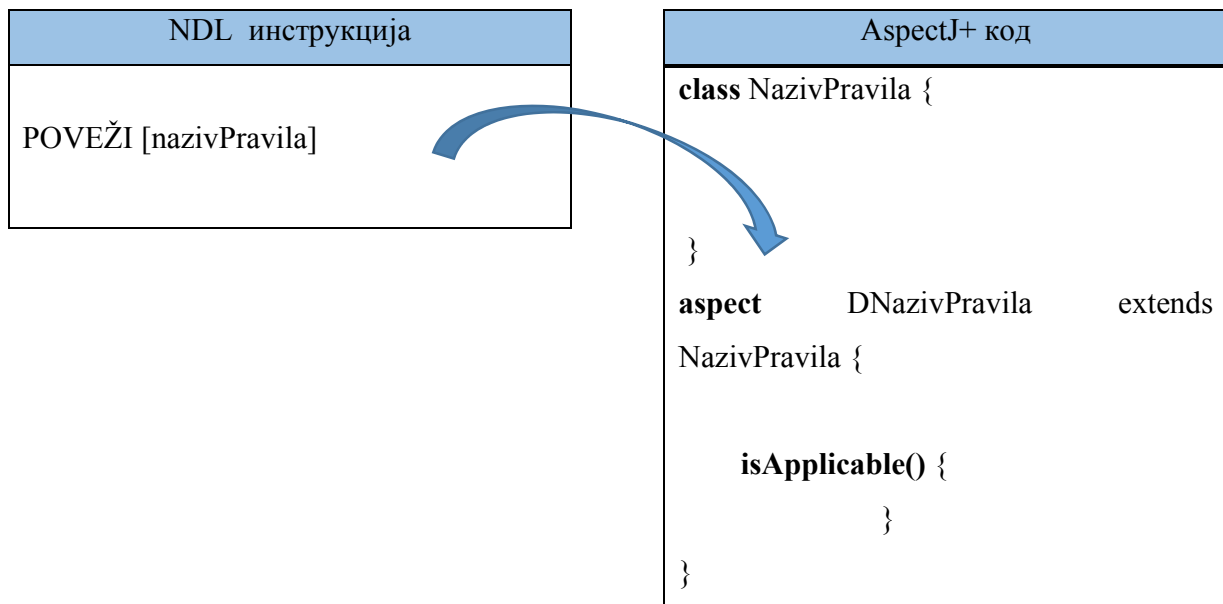 NDL инструкција
POVEŽI [nazivPravila]
AspectJ+ код
class NazivPravila {
}
aspect DNazivPravila extends
NazivPravila {
isApplicable() {
}
}